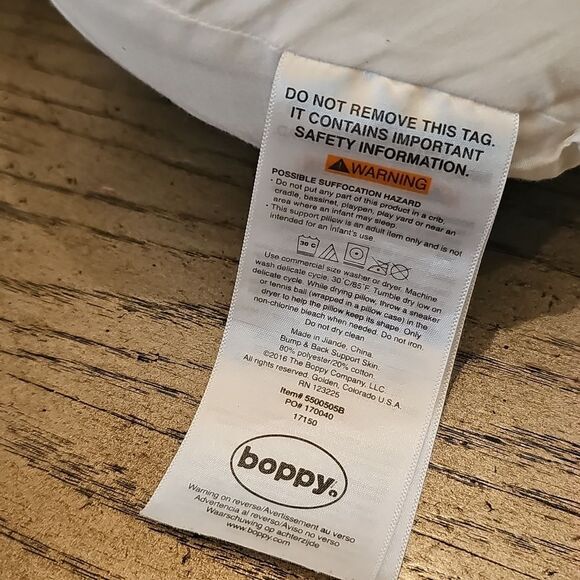 DO NOT REMOVE THIS TAG.
IT CONTAINS IMPORTANT
SAFETY INFORMATION.
WARNING
POSSIBLE SUFFOCATION HAZARD
• Do not put any part of this product in a crib,
cradle, bassinet, playpen, play yard or near an
area where an infant may sleep.
• This support pillow is an adult item only and is not
intended for an infant's use.
30 C
Use commercial size washer or dryer. Machine
wash delicate cycle. 30°C/85°F. Tumble dry low on
delicate cycle. While drying pillow, throw a sneaker
or tennis ball (wrapped in a pillow case) in the
dryer to help the pillow keep its shape. Only
non-chlorine bleach when needed. Do not iron.
Do not dry clean
Made in Jiande, China.
Bump & Back Support Skin.
80% polyester/20% cotton.
©2016 The Boppy Company, LLC.
All rights reserved. Golden, Colorado U.S.A.
RN 123225
Item# 5500505B
PO# 170040
17150
boppy®
Warning on reverse/Avertissement au verso
Advertencia al reverso/Aviso no verso
Waarschuwing op achterzijde
www.boppy.com